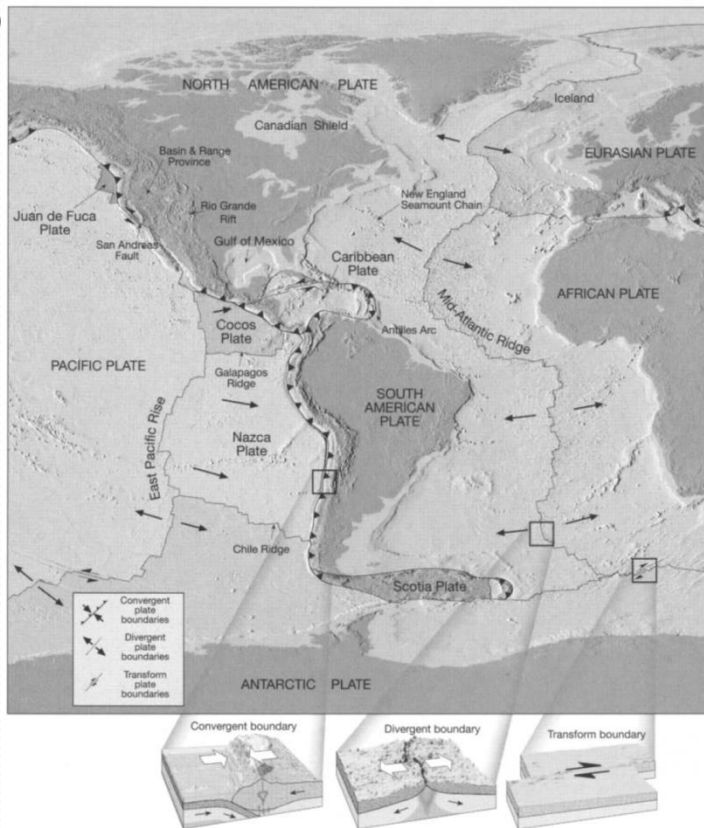 NORTH AMERICAN PLATE
Iceland
Canadian Shield
Basin & Range
Province
EURASIAN PLATE
New England
Seamount Chain
Rio Grande
Rift
Juan de Fuca
Plate
San Andreas
Fault
Gulf of Mexico
Caribbean
Plate
AFRICAN PLATE
Mid-Atlantic Ridge
Cocos
Plate
Antilles Arc
PACIFIC PLATE
Galapagos
Ridge
SOUTH
AMERICAN
PLATE
East Pacific Rise
Nazca
Plate
Chile Ridge
Scotia Plate
Convergent
plate
boundaries
Divergent
plate
boundaries
Transform
plate
boundaries
ANTARCTIC PLATE
Convergent boundary
Divergent boundary
Transform boundary